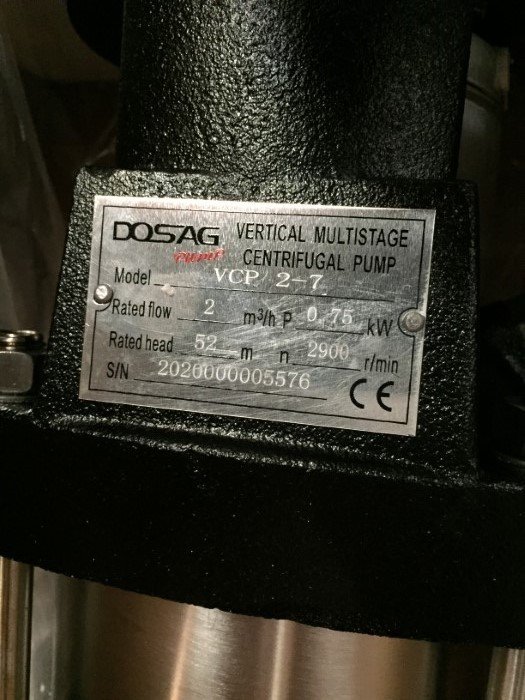 DOSAG VERTICAL MULTISTAGE
PUMP CENTRIFUGAL PUMP
Model VCP 2-7
Rated flow 2 m³/h P 0.75 kW
Rated head 52 m n 2900 r/min
S/N 2020000005576 CE